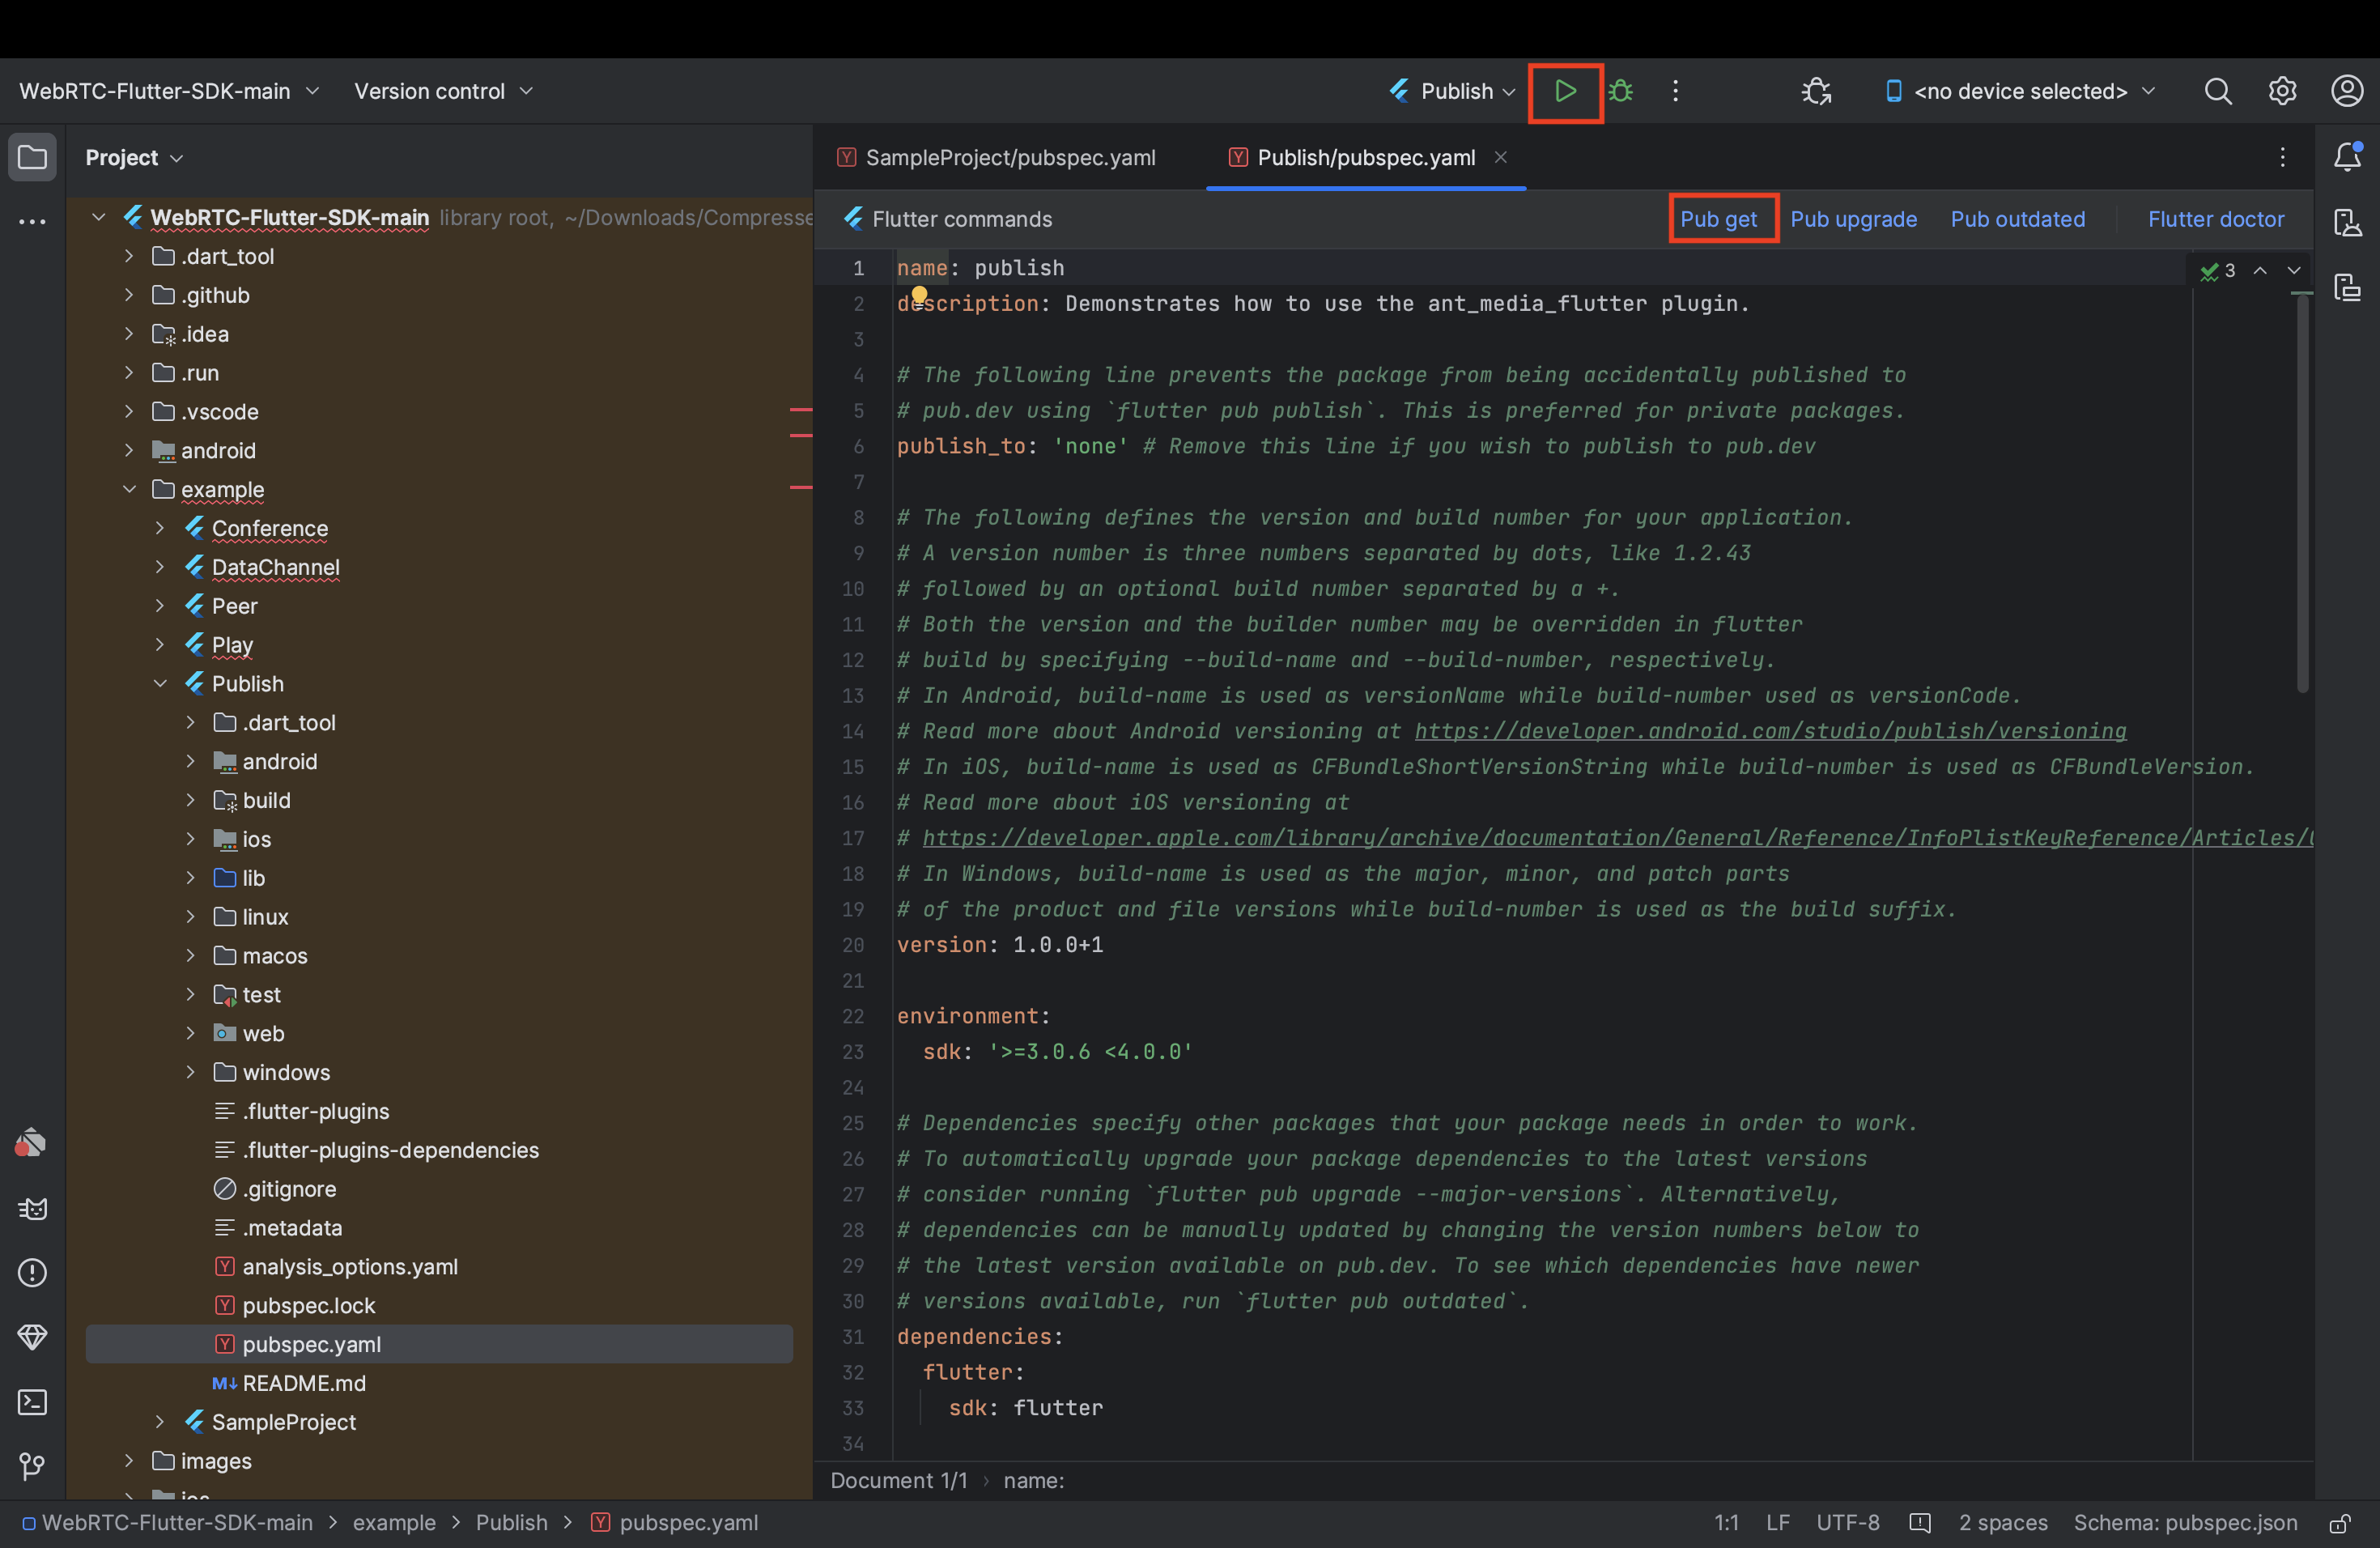 WebRTC-Flutter-SDK-main Version control Publish <no device selected>
Project
WebRTC-Flutter-SDK-main library root, ~/Downloads/Compresse
.dart_tool
.github
.idea
.run
.vscode
android
example
Conference
DataChannel
Peer
Play
Publish
.dart_tool
android
build
ios
lib
linux
macos
test
web
windows
.flutter-plugins
.flutter-plugins-dependencies
.gitignore
.metadata
analysis_options.yaml
pubspec.lock
pubspec.yaml
README.md
SampleProject
images
ios
SampleProject/pubspec.yaml Publish/pubspec.yaml
Flutter commands Pub get Pub upgrade Pub outdated Flutter doctor
3
1 name: publish
2 description: Demonstrates how to use the ant_media_flutter plugin.
3
4 # The following line prevents the package from being accidentally published to
5 # pub.dev using `flutter pub publish`. This is preferred for private packages.
6 publish_to: 'none' # Remove this line if you wish to publish to pub.dev
7
8 # The following defines the version and build number for your application.
9 # A version number is three numbers separated by dots, like 1.2.43
10 # followed by an optional build number separated by a +.
11 # Both the version and the builder number may be overridden in flutter
12 # build by specifying --build-name and --build-number, respectively.
13 # In Android, build-name is used as versionName while build-number used as versionCode.
14 # Read more about Android versioning at https://developer.android.com/studio/publish/versioning
15 # In iOS, build-name is used as CFBundleShortVersionString while build-number is used as CFBundleVersion.
16 # Read more about iOS versioning at
17 # https://developer.apple.com/library/archive/documentation/General/Reference/InfoPlistKeyReference/Articles/
18 # In Windows, build-name is used as the major, minor, and patch parts
19 # of the product and file versions while build-number is used as the build suffix.
20 version: 1.0.0+1
21
22 environment:
23 sdk: '>=3.0.6 <4.0.0'
24
25 # Dependencies specify other packages that your package needs in order to work.
26 # To automatically upgrade your package dependencies to the latest versions
27 # consider running `flutter pub upgrade --major-versions`. Alternatively,
28 # dependencies can be manually updated by changing the version numbers below to
29 # the latest version available on pub.dev. To see which dependencies have newer
30 # versions available, run `flutter pub outdated`.
31 dependencies:
32 flutter:
33 sdk: flutter
34
Document 1/1 › name:
WebRTC-Flutter-SDK-main > example > Publish > pubspec.yaml 1:1 LF UTF-8 2 spaces Schema: pubspec.json